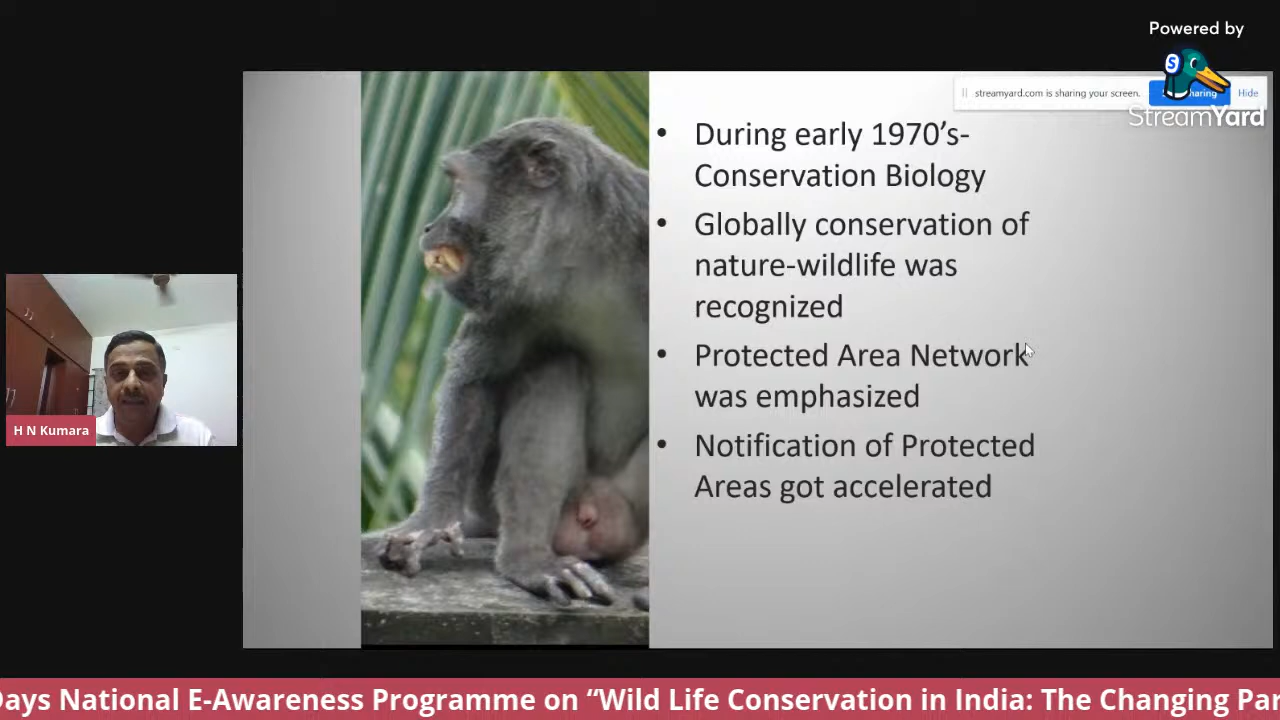 Powered by
streamyard.com is sharing your screen.
Hide
StreamYard
During early 1970's-
Conservation Biology
Globally conservation of
nature-wildlife was
recognized
Protected Area Network
was emphasized
Notification of Protected
Areas got accelerated
H N Kumara
Days National E-Awareness Programme on “Wild Life Conservation in India: The Changing Par